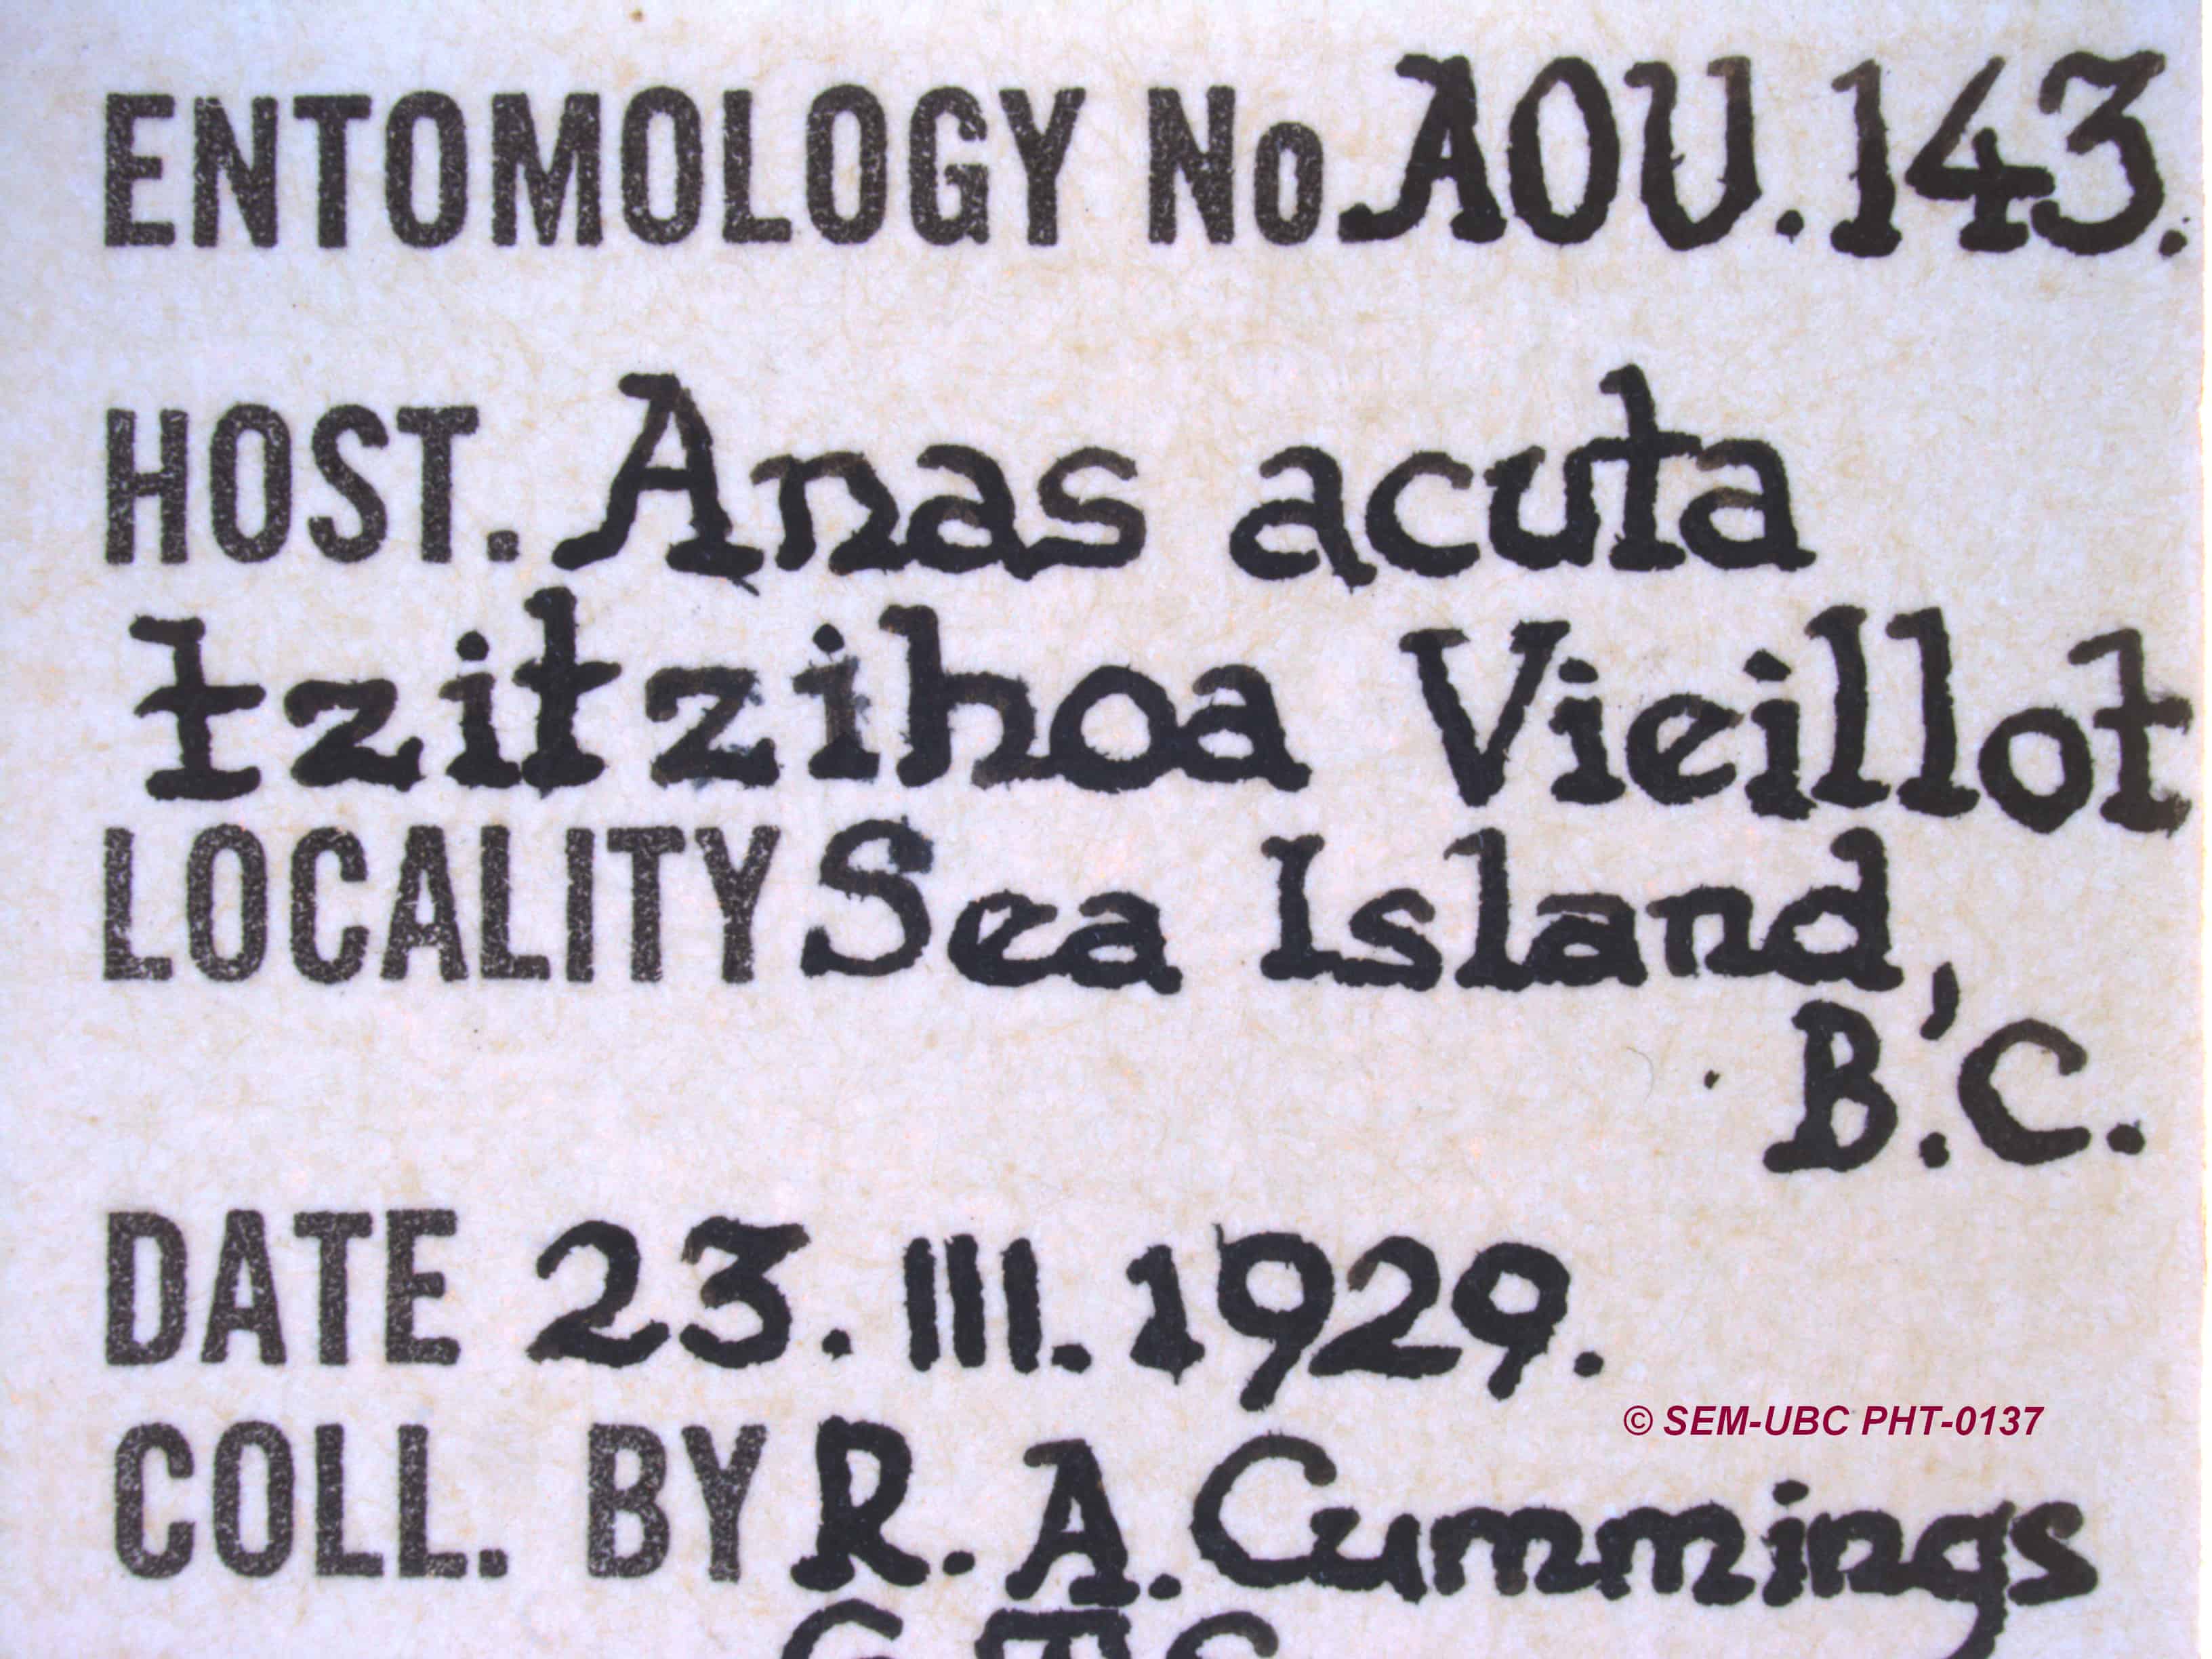 ENTOMOLOGY No AOU.143.
HOST. Anas acuta
tzitzihoa Vieillot
LOCALITY Sea Island,
B.C.
DATE 23.III.1929.
© SEM-UBC PHT-0137
COLL. BY R. A. Cummings